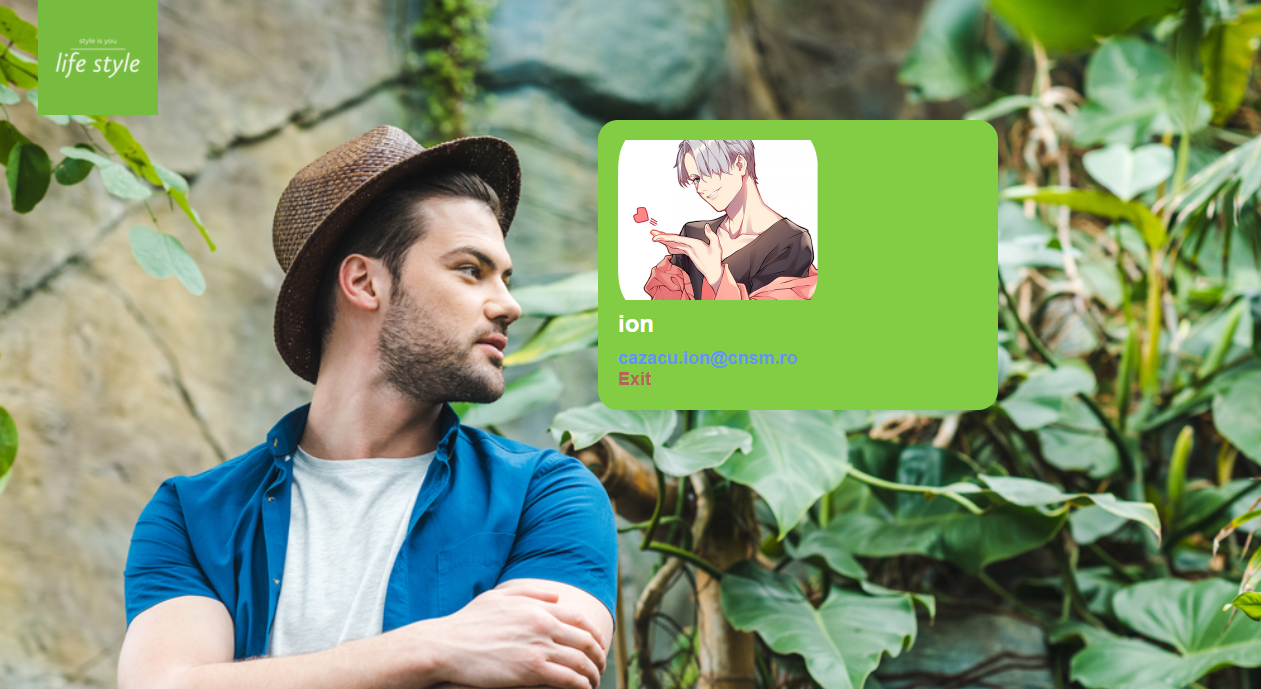 style is you
life style
ion
cazacu.ion@cnsm.ro
Exit